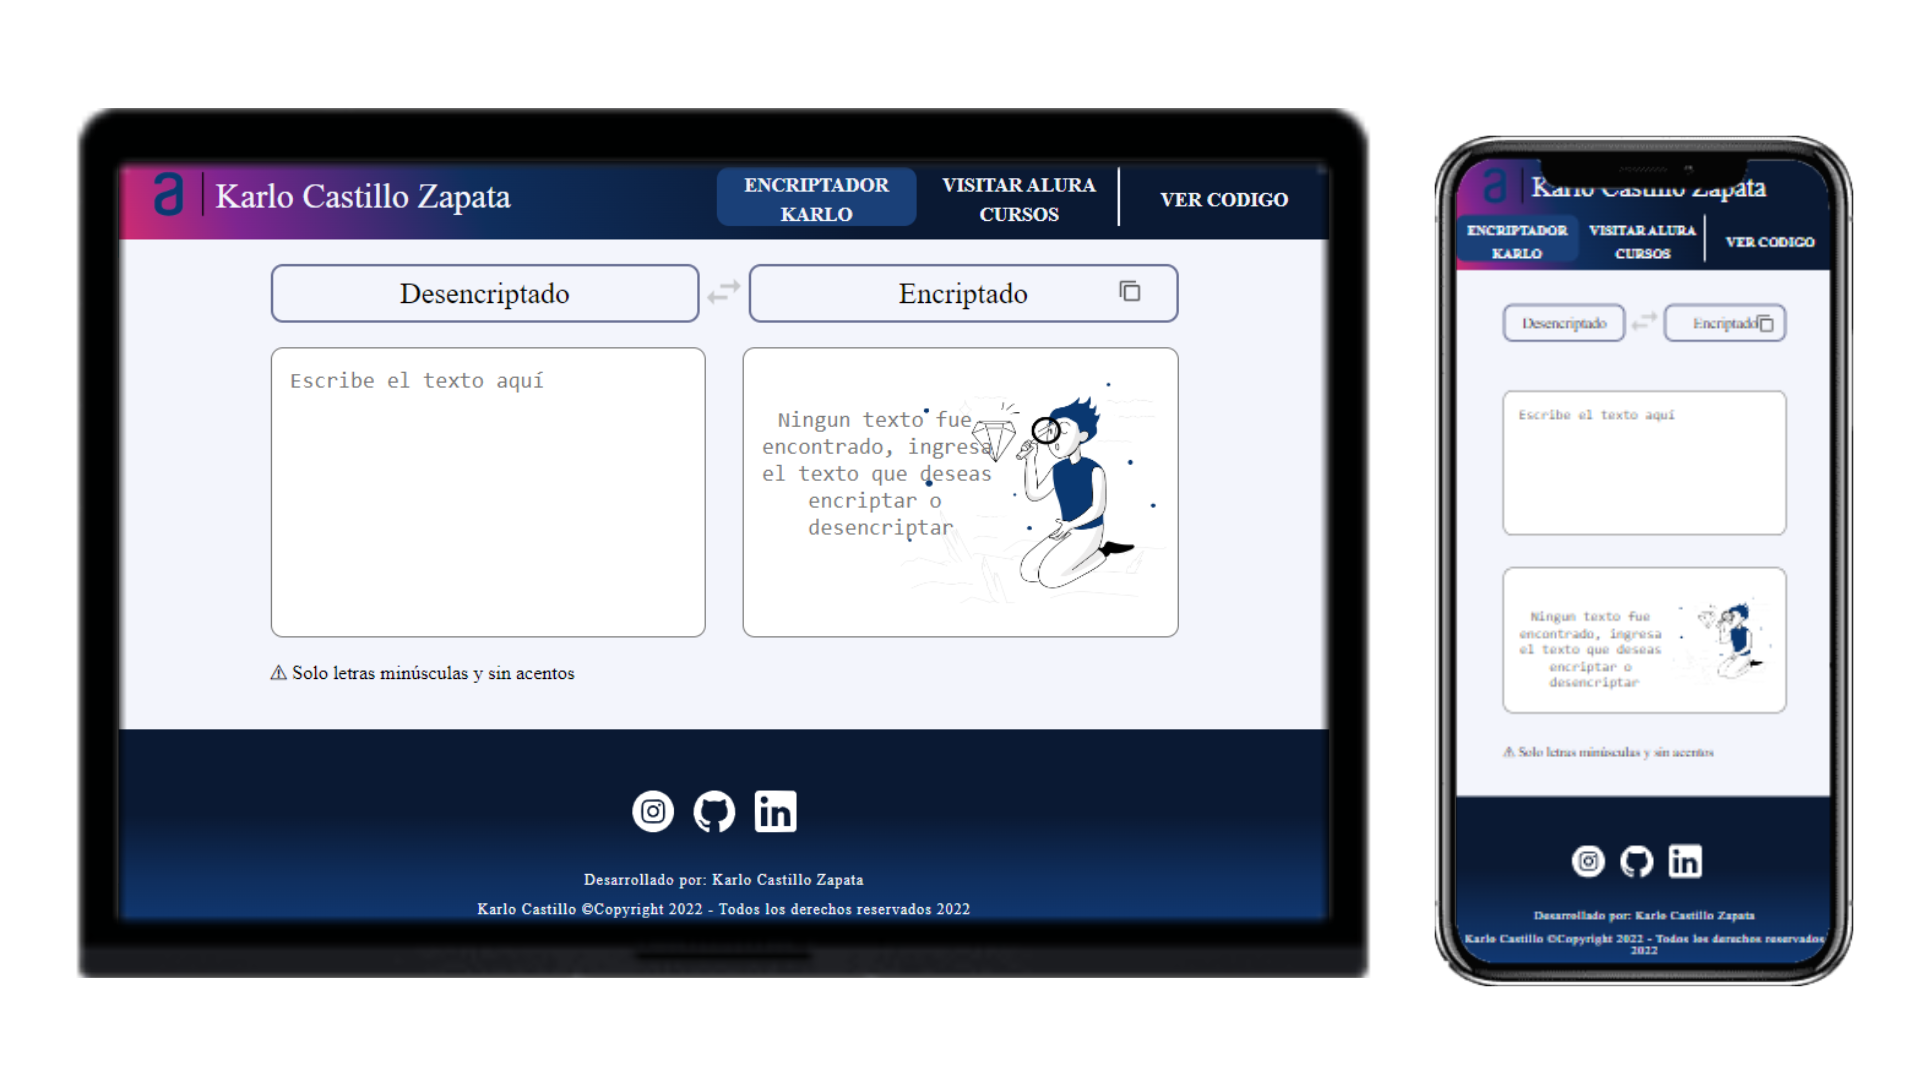 a
Karlo Castillo Zapata
ENCRIPTADOR
KARLO
VISITAR ALURA
CURSOS
VER CODIGO
Desencriptado
Encriptado
Escribe el texto aquí
Ningun texto fue
encontrado, ingresa
el texto que deseas
encriptar o
desencriptar
⚠ Solo letras minúsculas y sin acentos
in
Desarrollado por: Karlo Castillo Zapata
Karlo Castillo ©Copyright 2022 - Todos los derechos reservados 2022
a
Karlo Castillo Zapata
ENCRIPTADOR
KARLO
VISITAR ALURA
CURSOS
VER CODIGO
Desencriptado
Encriptado
Escribe el texto aquí
Ningun texto fue
encontrado, ingresa
el texto que deseas
encriptar o
desencriptar
⚠ Solo letras minúsculas y sin acentos
in
Desarrollado por: Karlo Castillo Zapata
Karlo Castillo ©Copyright 2022 - Todos los derechos reservados
2022